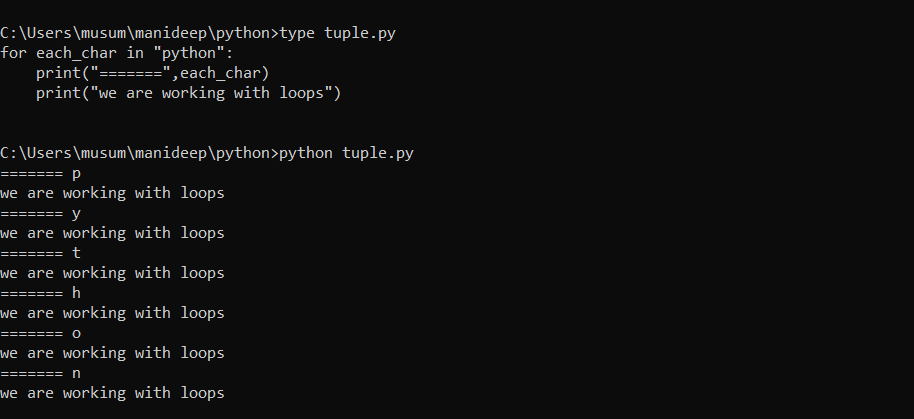 C:\Users\musum\manideep\python>type tuple.py
for each_char in "python":
    print("=======",each_char)
    print("we are working with loops")
C:\Users\musum\manideep\python>python tuple.py
======= p
we are working with loops
======= y
we are working with loops
======= t
we are working with loops
======= h
we are working with loops
======= o
we are working with loops
======= n
we are working with loops